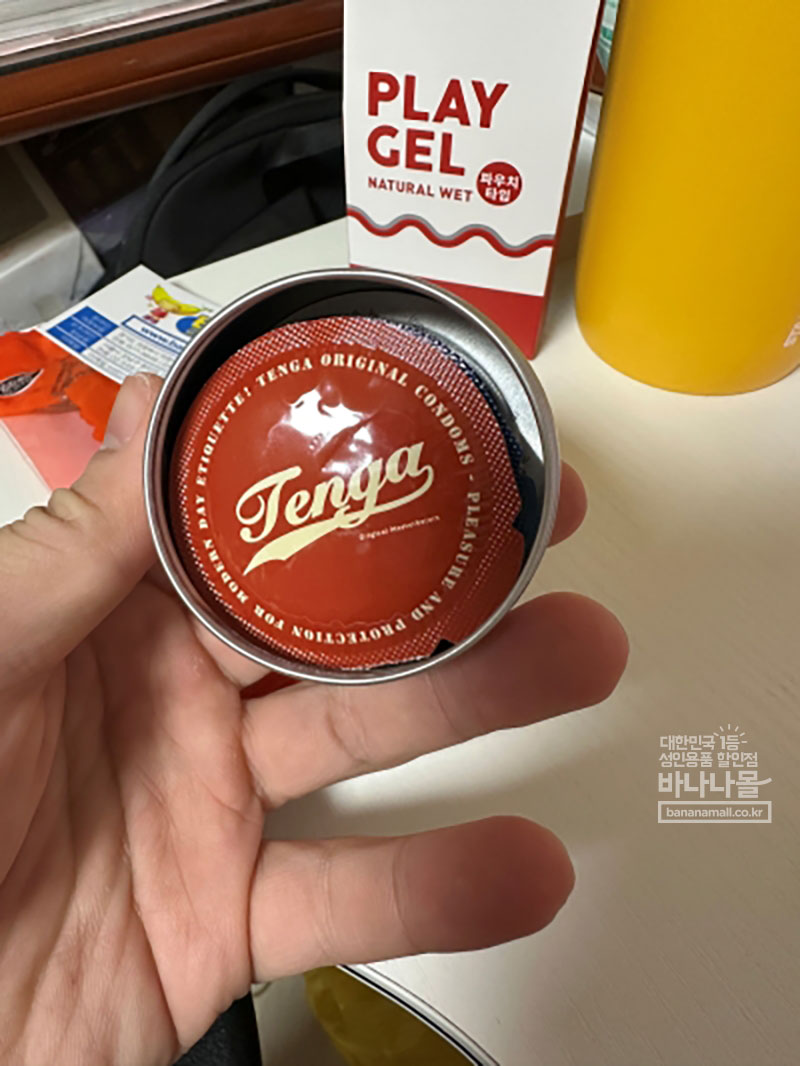 PLAY
GEL
NATURAL WET
파우치
타입
TENGA ORIGINAL CONDOMS - PLEASURE AND PROTECTION FOR MODERN DAY ETIQUETTE!
Tenga
대한민국 1등
성인용품 할인점
바나나몰
bananamall.co.kr